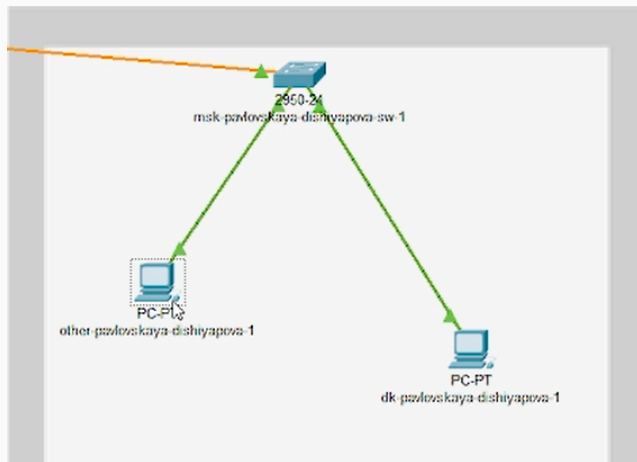 2950-24
msk-pavlovskaya-dishiyapova-sw-1
PC-PT
other-pavlovskaya-dishiyapova-1
PC-PT
dk-pavlovskaya-dishiyapova-1